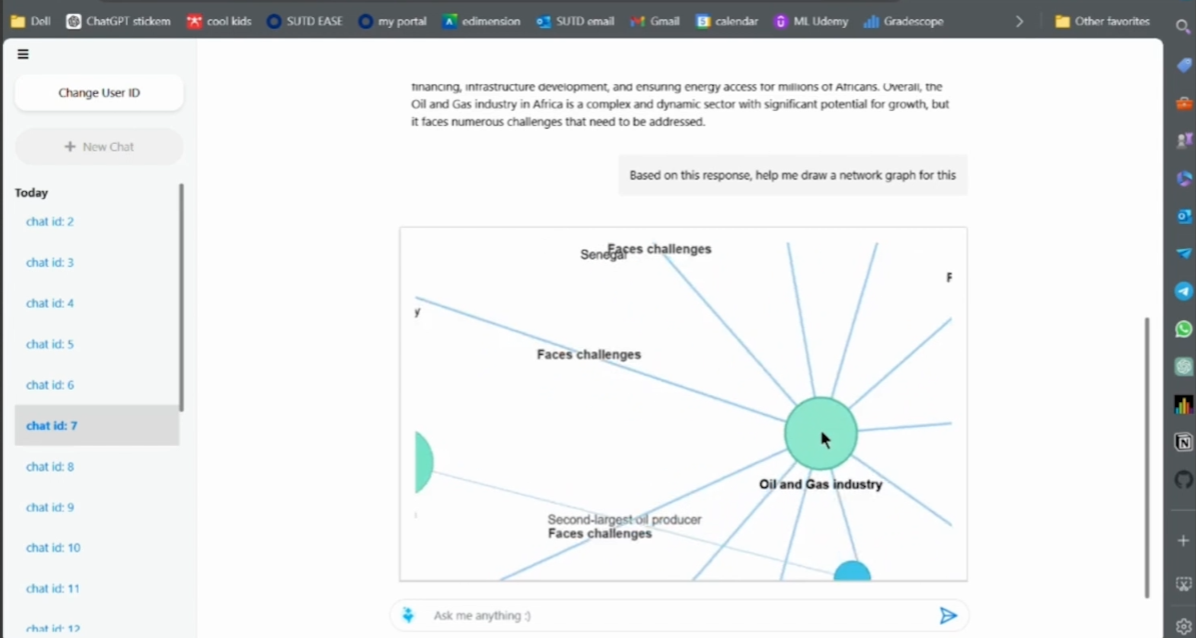 Dell
ChatGPT stickem
cool kids
SUTD EASE
my portal
edimension
SUTD email
Gmail
calendar
ML Udemy
Gradescope
Other favorites
Change User ID
+ New Chat
Today
chat id: 2
chat id: 3
chat id: 4
chat id: 5
chat id: 6
chat id: 7
chat id: 8
chat id: 9
chat id: 10
chat id: 11
chat id: 12
financing, infrastructure development, and ensuring energy access for millions of Africans. Overall, the
Oil and Gas industry in Africa is a complex and dynamic sector with significant potential for growth, but
it faces numerous challenges that need to be addressed.
Based on this response, help me draw a network graph for this
Faces challenges
Senegal
F
y
Faces challenges
Oil and Gas industry
Second-largest oil producer
Faces challenges
Ask me anything :)